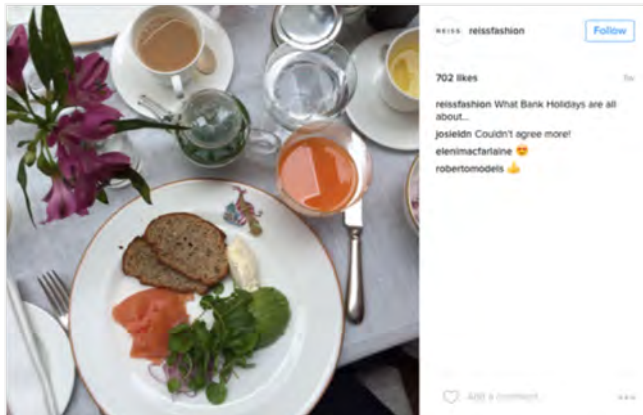 REISS reissfashion Follow
702 likes
reissfashion What Bank Holidays are all
about...
josieldn Couldn't agree more!
elenimacfarlaine 😍
robertomodels 👍
Add a comment...